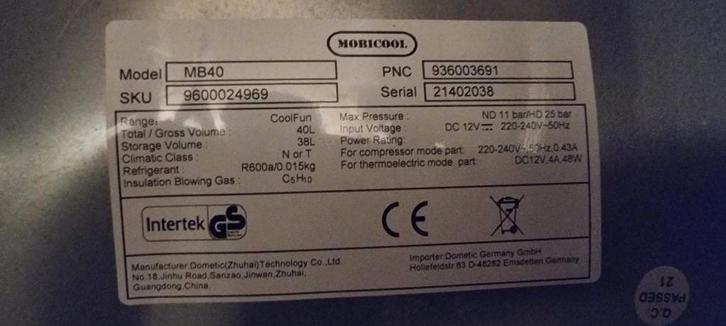 MOBICOOL
Model MB40 PNC 936003691
SKU 9600024969 Serial 21402038
Range: CoolFun
Total / Gross Volume : 40L
Storage Volume : 38L
Climatic Class : N or T
Refrigerant : R600a/0.015kg
Insulation Blowing Gas : C5H10
Max Pressure : ND 11 bar/HD 25 bar
Input Voltage : DC 12V⎓ 220-240V~50Hz
Power Rating:
For compressor mode part: 220-240V~,50Hz,0.43A
For thermoelectric mode part: DC12V,4A,48W
Intertek GS
CE
Manufacturer:Dometic(Zhuhai)Technology Co.,Ltd.
No.18,Jinhu Road,Sanzao,Jinwan,Zhuhai,
Guangdong,China.
Importer:Dometic Germany GmbH
Hollefeldstr.63 D-48282 Emsdetten Germany
Q.C.
PASSED
21